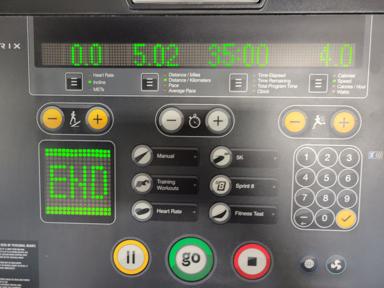 RIX
0.0 5.02 35:00 4.0
Heart Rate
Incline
METs
Distance / Miles
Distance / Kilometers
Pace
Average Pace
Time Elapsed
Time Remaining
Total Program Time
Clock
Calories
Speed
Calories / Hour
Watts
END
Manual
5K
Training
Workouts
Sprint 8
Heart Rate
Fitness Test
1 2 3
4 5 6
7 8 9
0
go